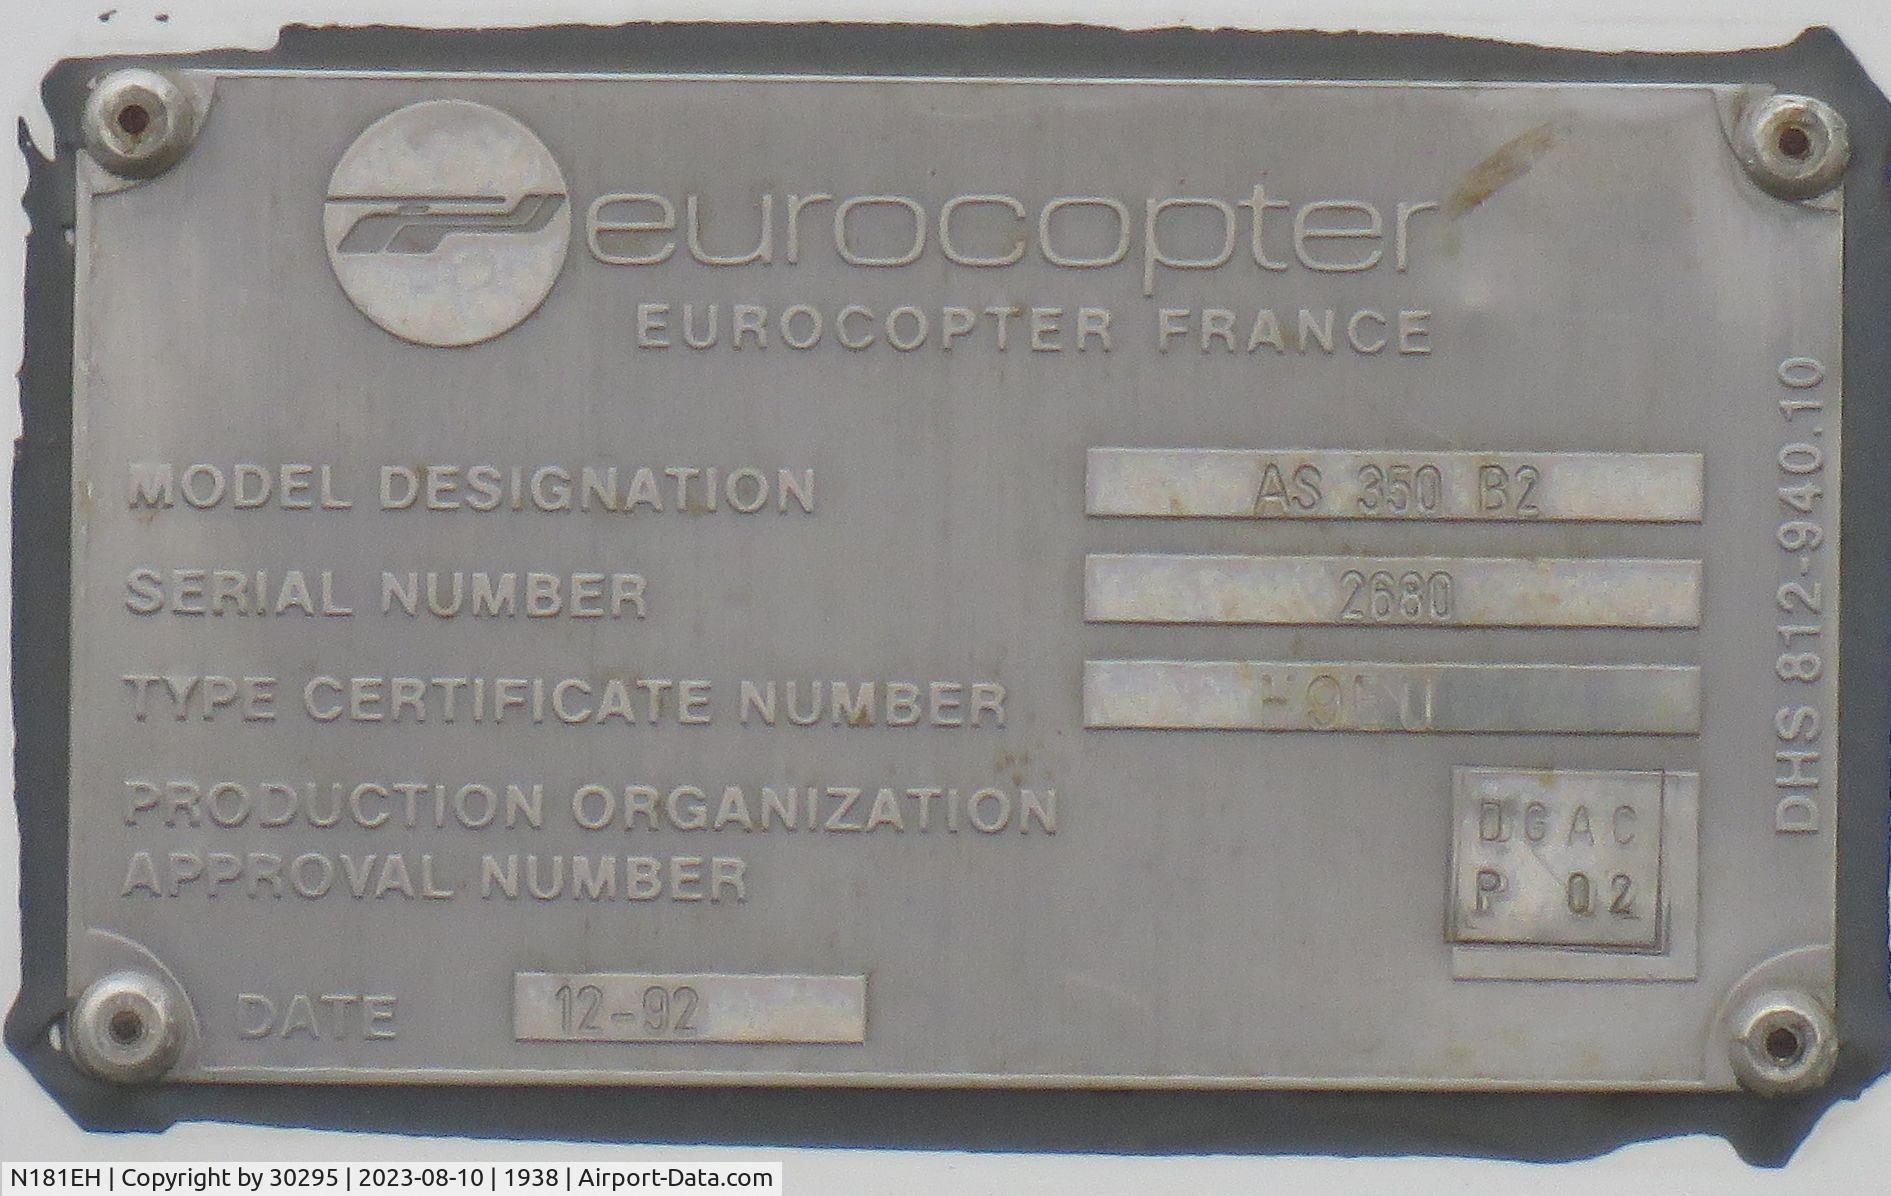 eurocopter
EUROCOPTER FRANCE
MODEL DESIGNATION AS 350 B2
SERIAL NUMBER 2680
TYPE CERTIFICATE NUMBER H9EU
PRODUCTION ORGANIZATION
APPROVAL NUMBER
DGAC
P 02
DATE 12-92
DHS 812-940.10
N181EH | Copyright by 30295 | 2023-08-10 | 1938 | Airport-Data.com